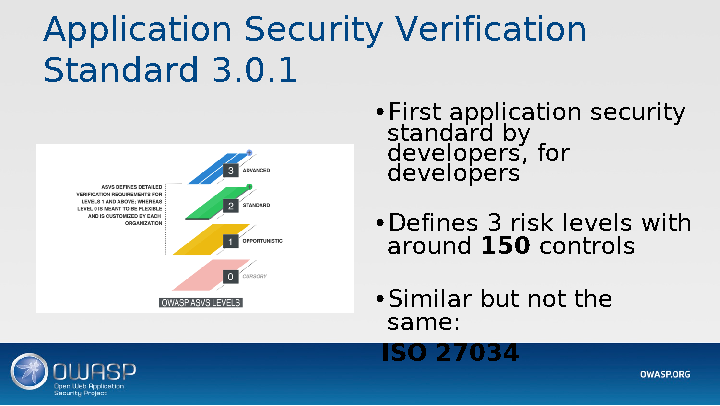 Application Security Verification
Standard 3.0.1
ASVS DEFINES DETAILED
VERIFICATION REQUIREMENTS FOR
LEVELS 1 AND ABOVE; WHEREAS
LEVEL 0 IS MEANT TO BE FLEXIBLE
AND IS CUSTOMIZED BY EACH
ORGANIZATION
3 ADVANCED
2 STANDARD
1 OPPORTUNISTIC
0 CURSORY
OWASP ASVS LEVELS
•First application security
standard by
developers, for
developers
•Defines 3 risk levels with
around 150 controls
•Similar but not the
same:
ISO 27034
OWASP
Open Web Application
Security Project
OWASP.ORG